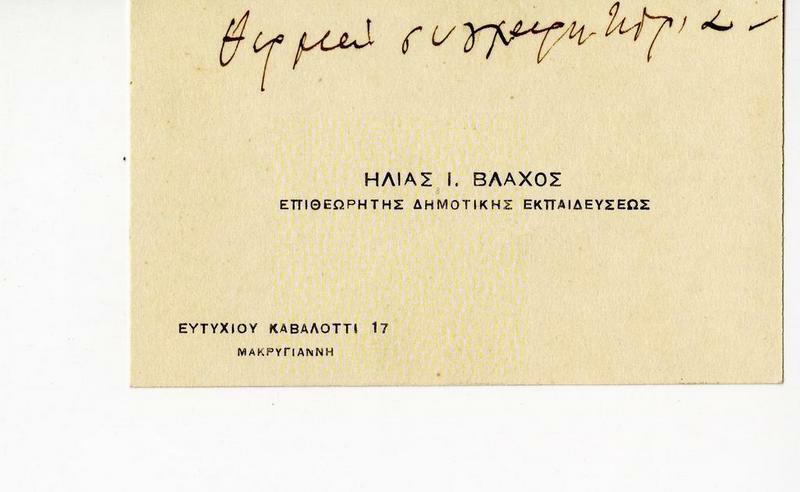 Θερμά συγχαρητήρια -
ΗΛΙΑΣ Ι. ΒΛΑΧΟΣ
ΕΠΙΘΕΩΡΗΤΗΣ ΔΗΜΟΤΙΚΗΣ ΕΚΠΑΙΔΕΥΣΕΩΣ
ΕΥΤΥΧΙΟΥ ΚΑΒΑΛΟΤΤΙ 17
ΜΑΚΡΥΓΙΑΝΝΗ